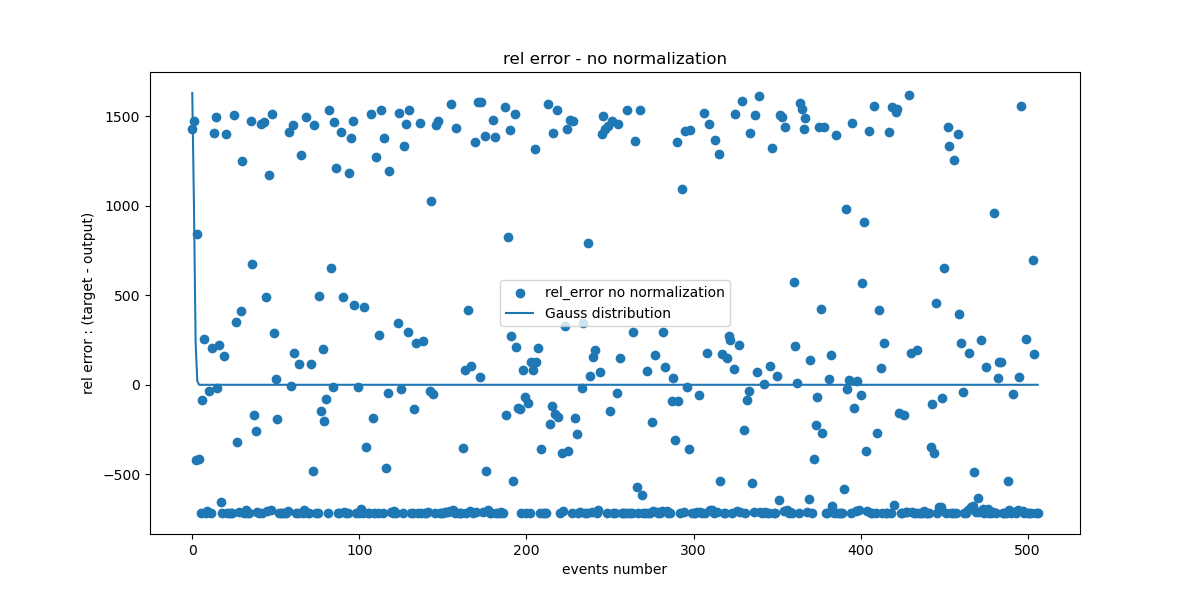 rel error - no normalization
1500
1000
500
0
−500
rel error : (target - output)
rel_error no normalization
Gauss distribution
0
100
200
300
400
500
events number